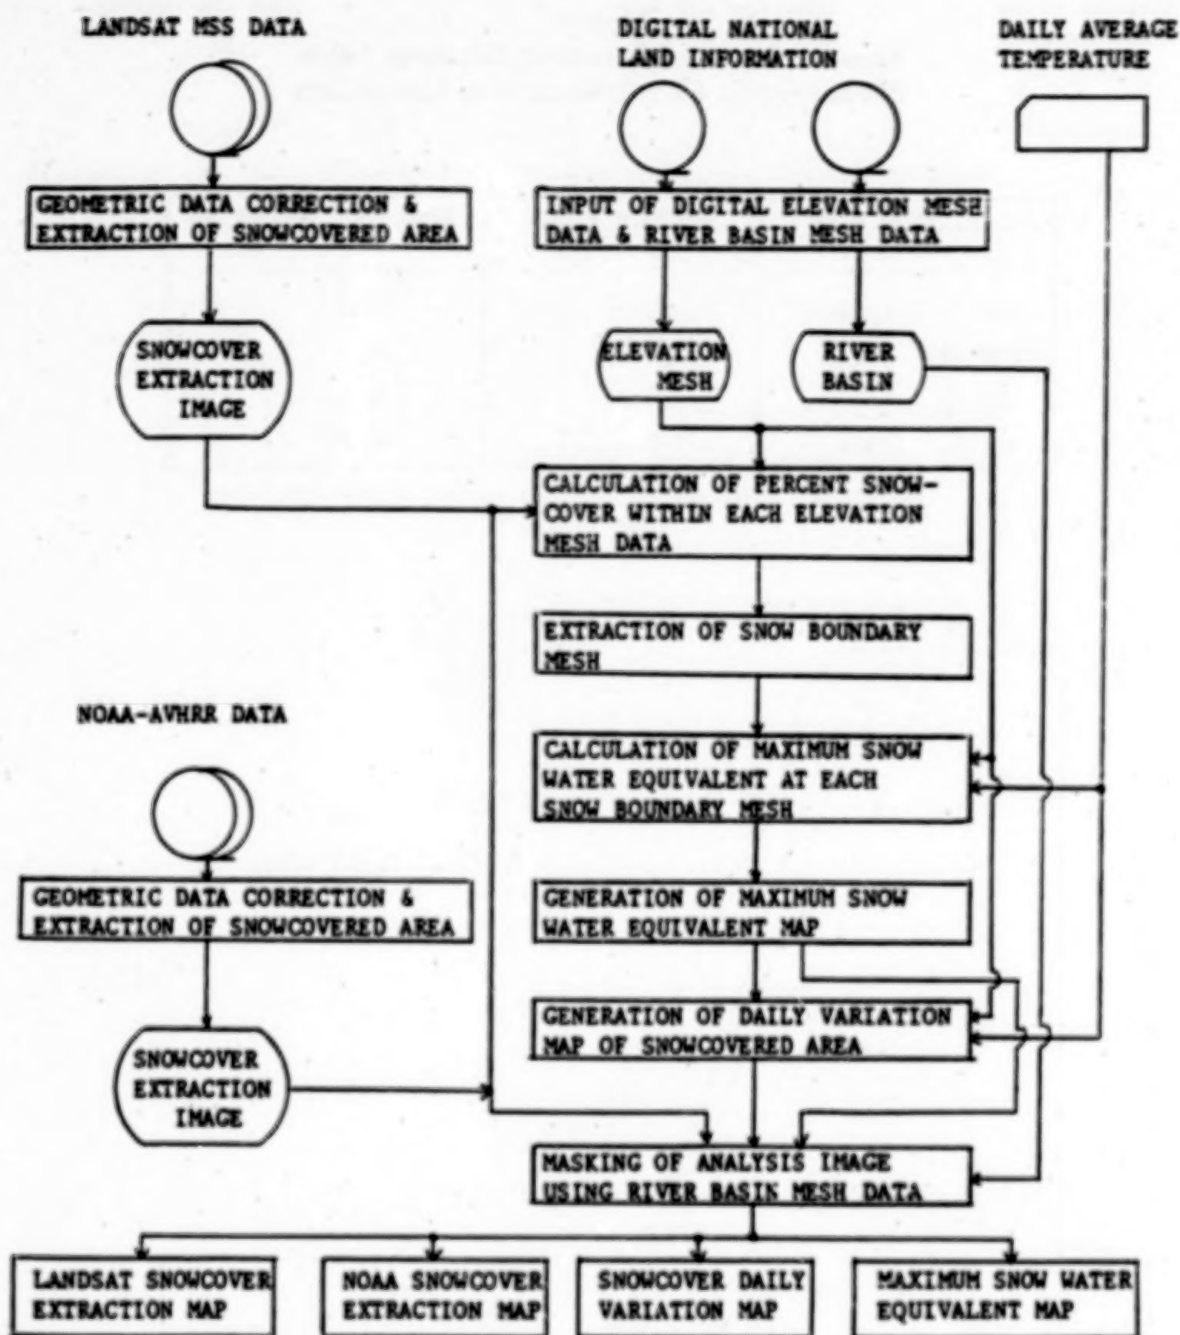 LANDSAT MSS DATA
DIGITAL NATIONAL
LAND INFORMATION
DAILY AVERAGE
TEMPERATURE
GEOMETRIC DATA CORRECTION &
EXTRACTION OF SNOWCOVERED AREA
INPUT OF DIGITAL ELEVATION MESH
DATA & RIVER BASIN MESH DATA
SNOWCOVER
EXTRACTION
IMAGE
ELEVATION
MESH
RIVER
BASIN
CALCULATION OF PERCENT SNOW-
COVER WITHIN EACH ELEVATION
MESH DATA
EXTRACTION OF SNOW BOUNDARY
MESH
NOAA-AVHRR DATA
CALCULATION OF MAXIMUM SNOW
WATER EQUIVALENT AT EACH
SNOW BOUNDARY MESH
GEOMETRIC DATA CORRECTION &
EXTRACTION OF SNOWCOVERED AREA
GENERATION OF MAXIMUM SNOW
WATER EQUIVALENT MAP
GENERATION OF DAILY VARIATION
MAP OF SNOWCOVERED AREA
SNOWCOVER
EXTRACTION
IMAGE
MASKING OF ANALYSIS IMAGE
USING RIVER BASIN MESH DATA
LANDSAT SNOWCOVER
EXTRACTION MAP
NOAA SNOWCOVER
EXTRACTION MAP
SNOWCOVER DAILY
VARIATION MAP
MAXIMUM SNOW WATER
EQUIVALENT MAP